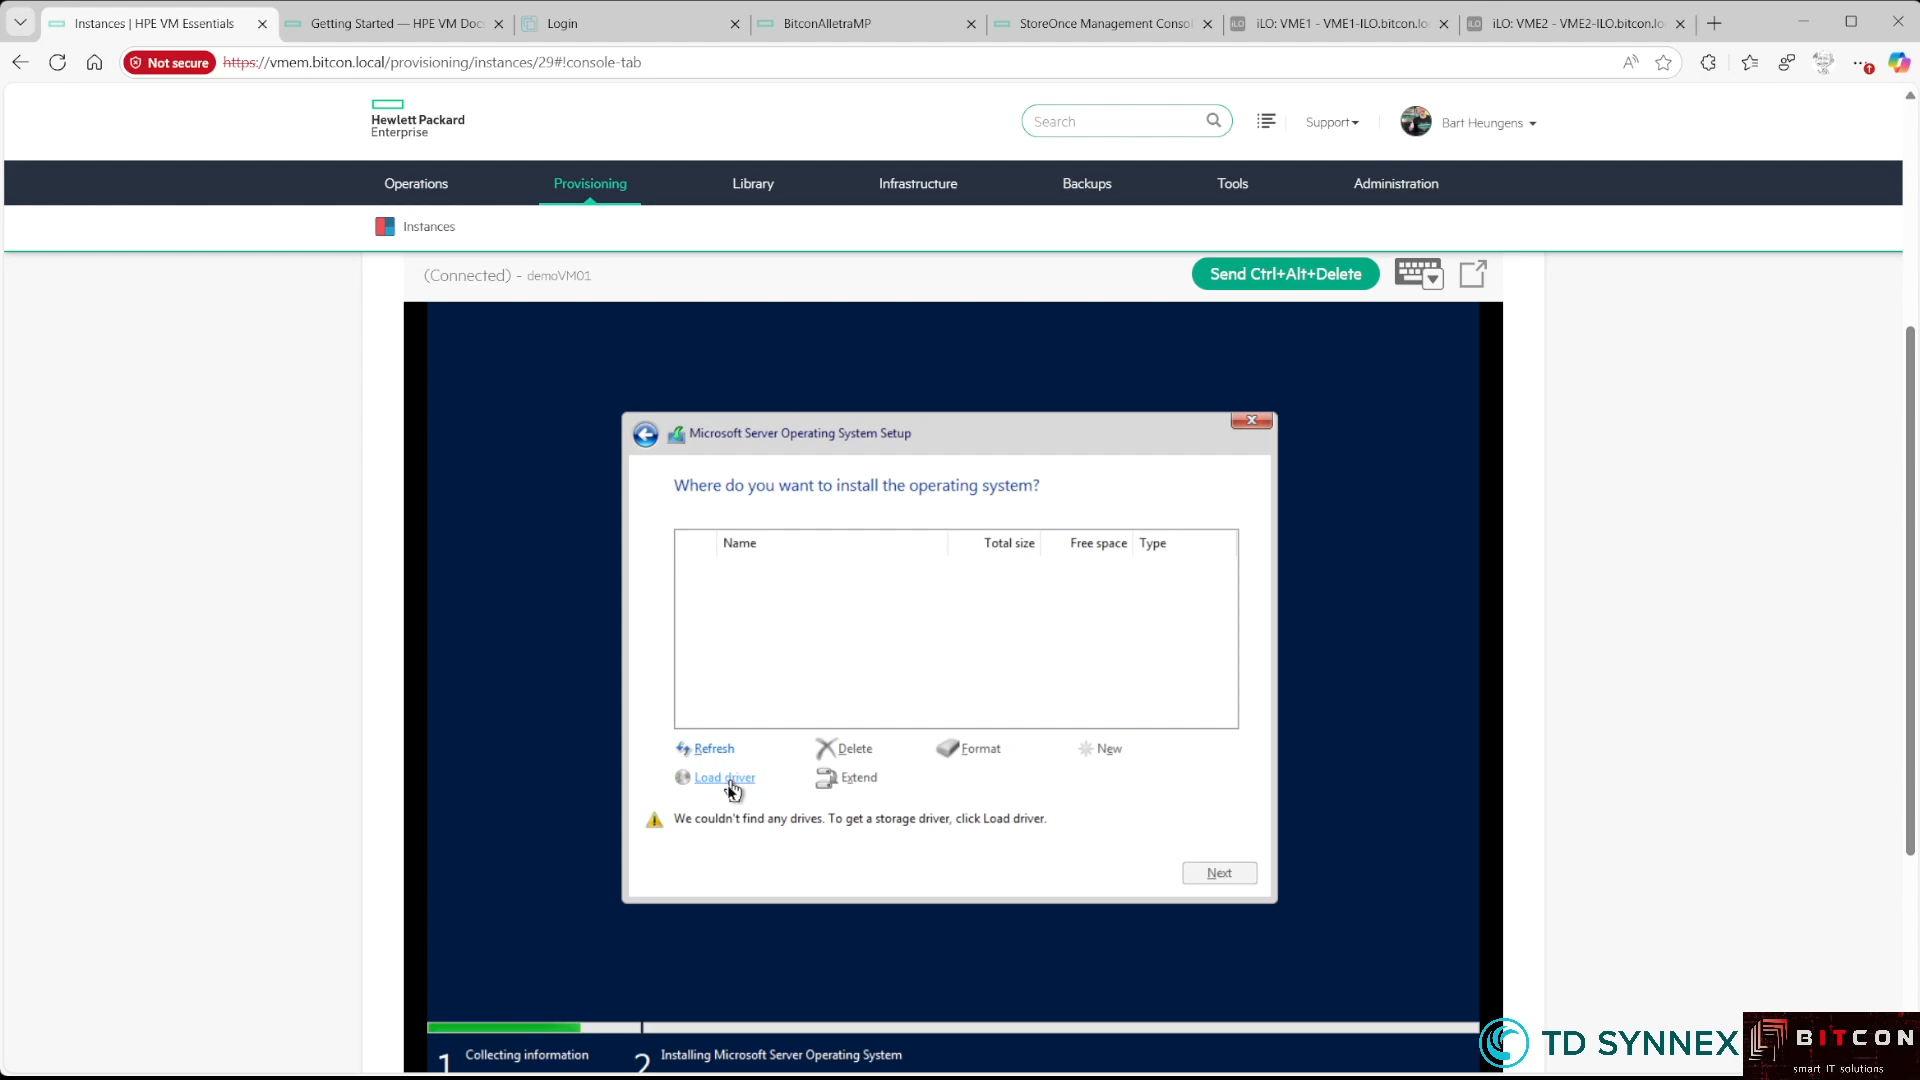 Instances | HPE VM Essentials
Getting Started — HPE VM Doc
Login
BitconAlletraMP
StoreOnce Management Consol
iLO: VME1 - VME1-ILO.bitcon.lo
iLO: VME2 - VME2-ILO.bitcon.lo
Not secure
https://vmem.bitcon.local/provisioning/instances/29#!console-tab
Hewlett Packard
Enterprise
Search
Support
Bart Heungens
Operations
Provisioning
Library
Infrastructure
Backups
Tools
Administration
Instances
(Connected) - demoVM01
Send Ctrl+Alt+Delete
Microsoft Server Operating System Setup
Where do you want to install the operating system?
Name
Total size
Free space
Type
Refresh
Delete
Format
New
Load driver
Extend
We couldn't find any drives. To get a storage driver, click Load driver.
Next
1 Collecting information
2 Installing Microsoft Server Operating System
TD SYNNEX
BITCON
smart IT solutions